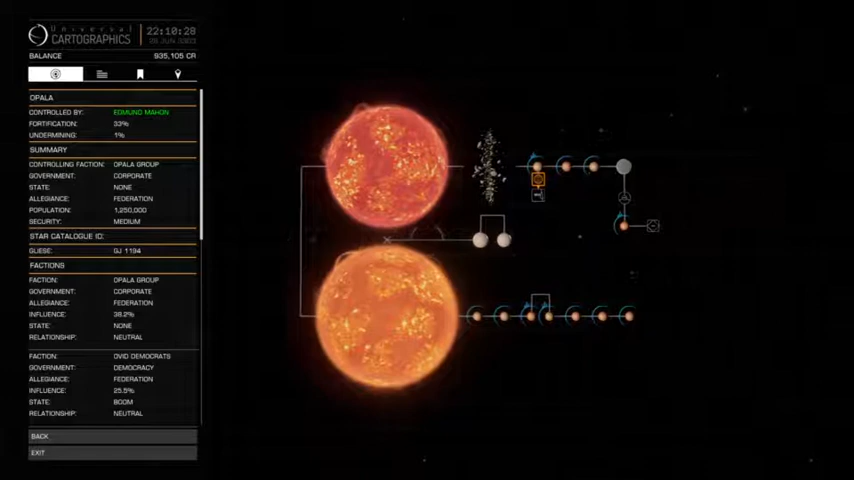 Universal
CARTOGRAPHICS
22:10:28
BALANCE 935,105 CR
OPALA
CONTROLLED BY: EDMUND MAHON
FORTIFICATION: 33%
UNDERMINING: 1%
SUMMARY
CONTROLLING FACTION: OPALA GROUP
GOVERNMENT: CORPORATE
STATE: NONE
ALLEGIANCE: FEDERATION
POPULATION: 1,250,000
SECURITY: MEDIUM
STAR CATALOGUE ID:
GLIESE: GJ 1194
FACTIONS
FACTION: OPALA GROUP
GOVERNMENT: CORPORATE
ALLEGIANCE: FEDERATION
INFLUENCE: 38.2%
STATE: NONE
RELATIONSHIP: NEUTRAL
FACTION: OVID DEMOCRATS
GOVERNMENT: DEMOCRACY
ALLEGIANCE: FEDERATION
INFLUENCE: 25.5%
STATE: BOOM
RELATIONSHIP: NEUTRAL
BACK
EXIT